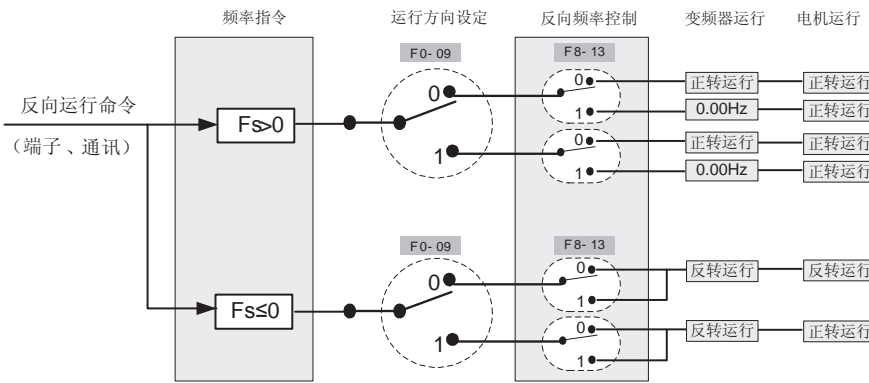 频率指令
运行方向设定
反向频率控制
变频器运行
电机运行
反向运行命令
（端子、通讯）
Fs>0
F0-09
0
1
F8-13
0
1
0
1
正转运行
正转运行
0.00Hz
正转运行
正转运行
正转运行
0.00Hz
正转运行
Fs≤0
F0-09
0
1
F8-13
0
1
0
1
反转运行
反转运行
反转运行
正转运行